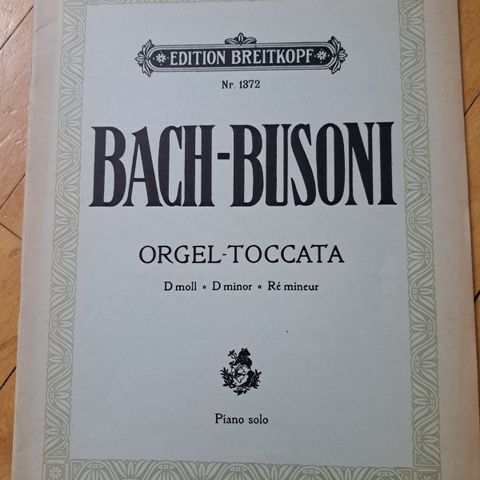 EDITION BREITKOPF
Nr. 1372
BACH-BUSONI
ORGEL-TOCCATA
D moll • D minor • Ré mineur
Piano solo